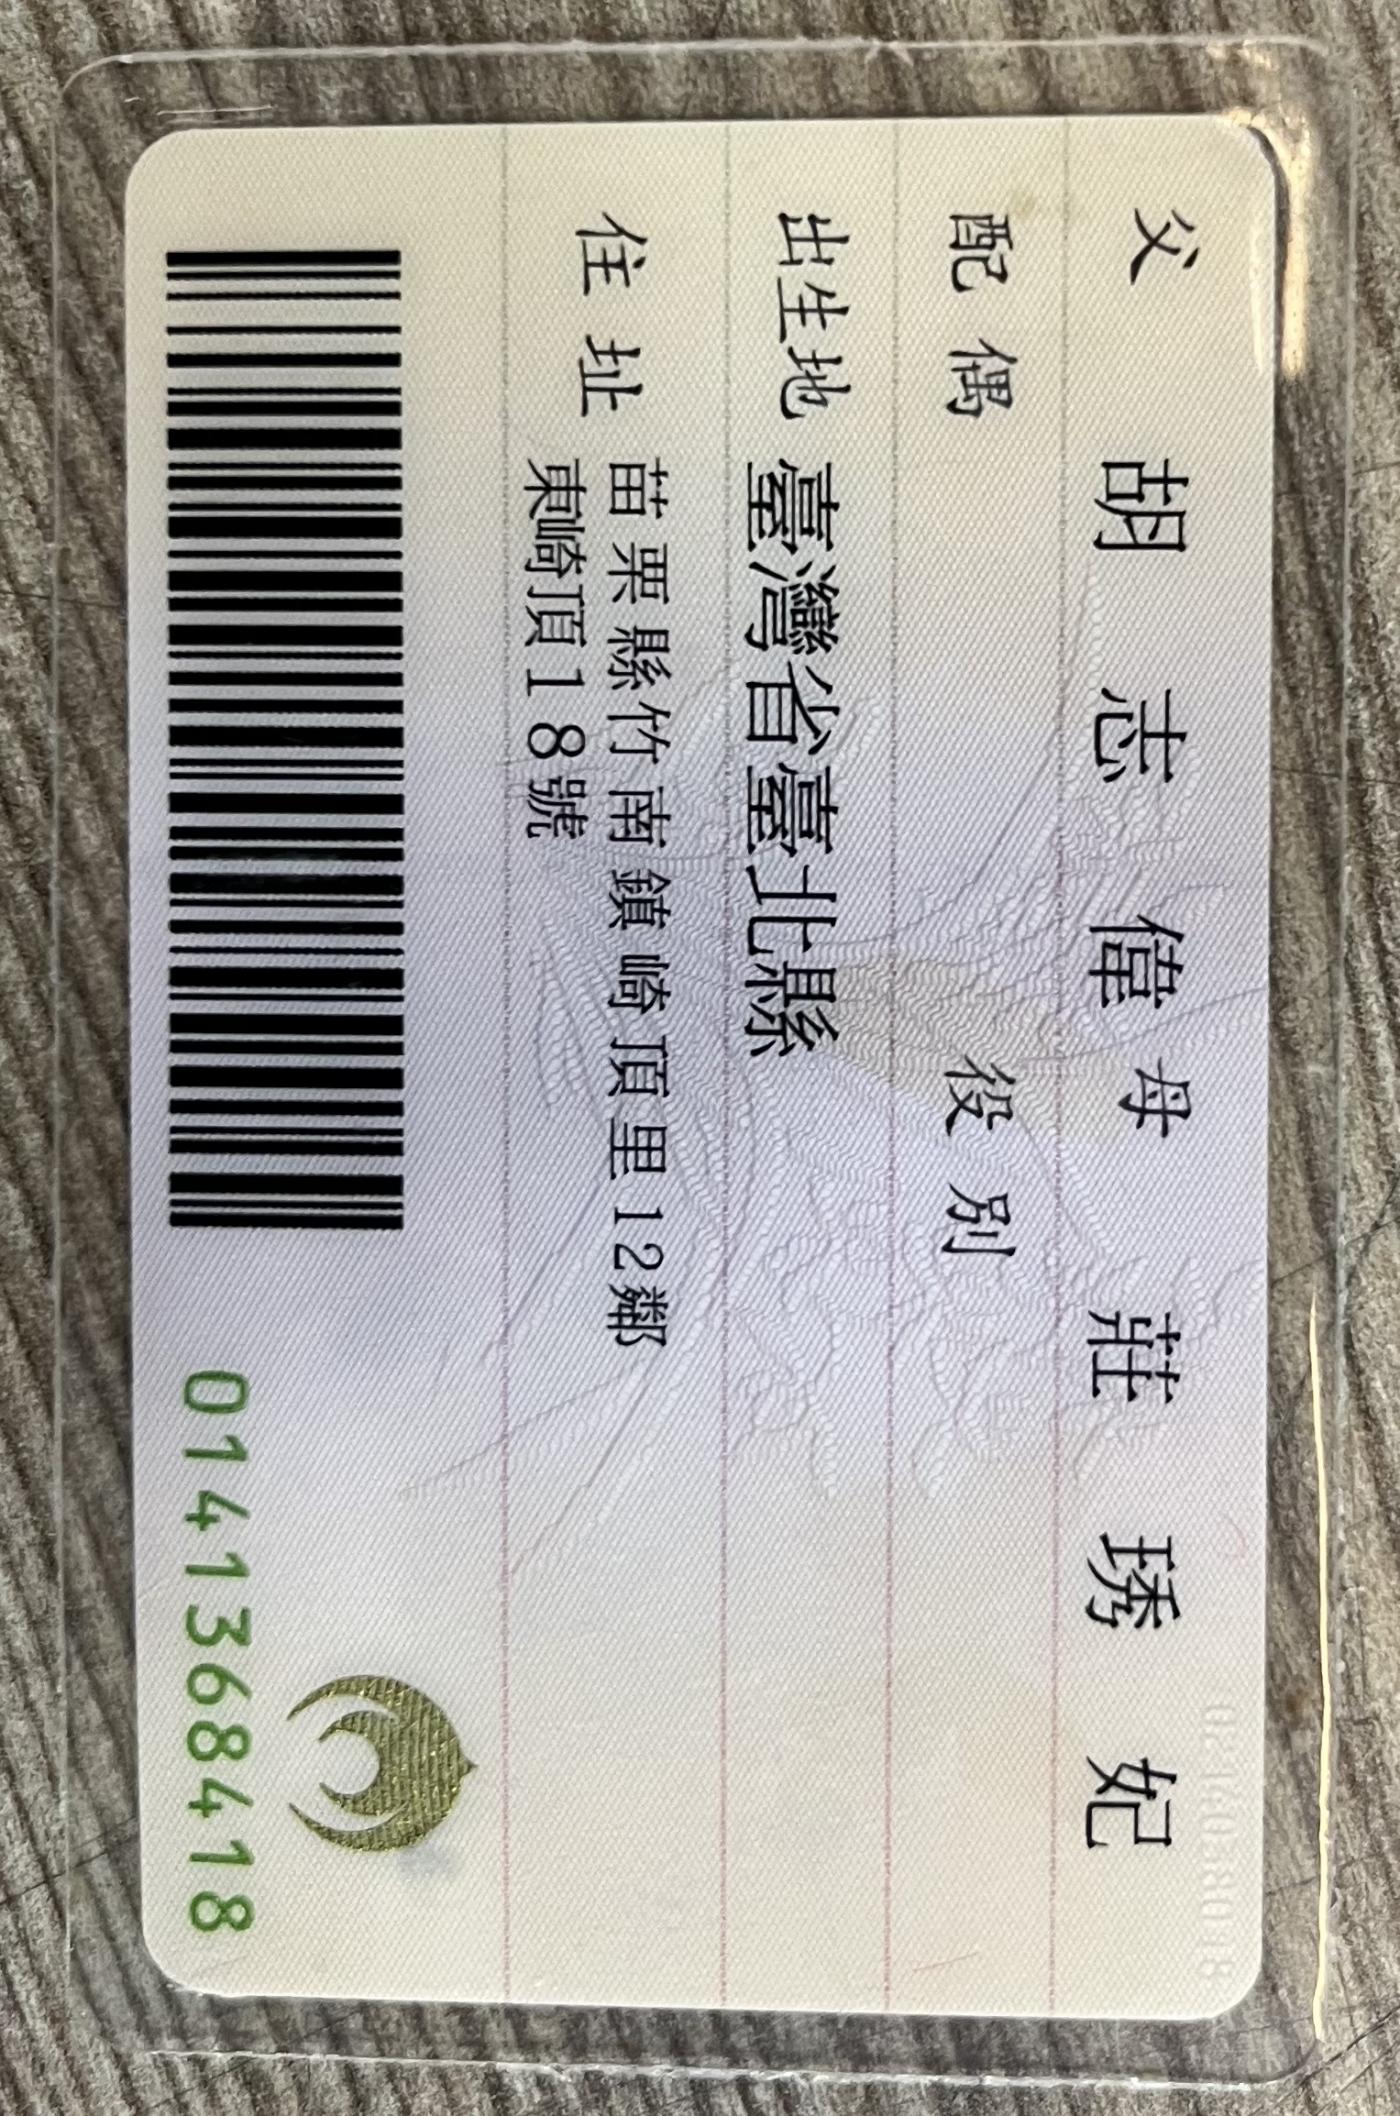 父 胡志偉 母 莊琇妃
配偶 役別
出生地 臺灣省臺北縣
住址 苗栗縣竹南鎮崎頂里12鄰
東崎頂18號
0141368418